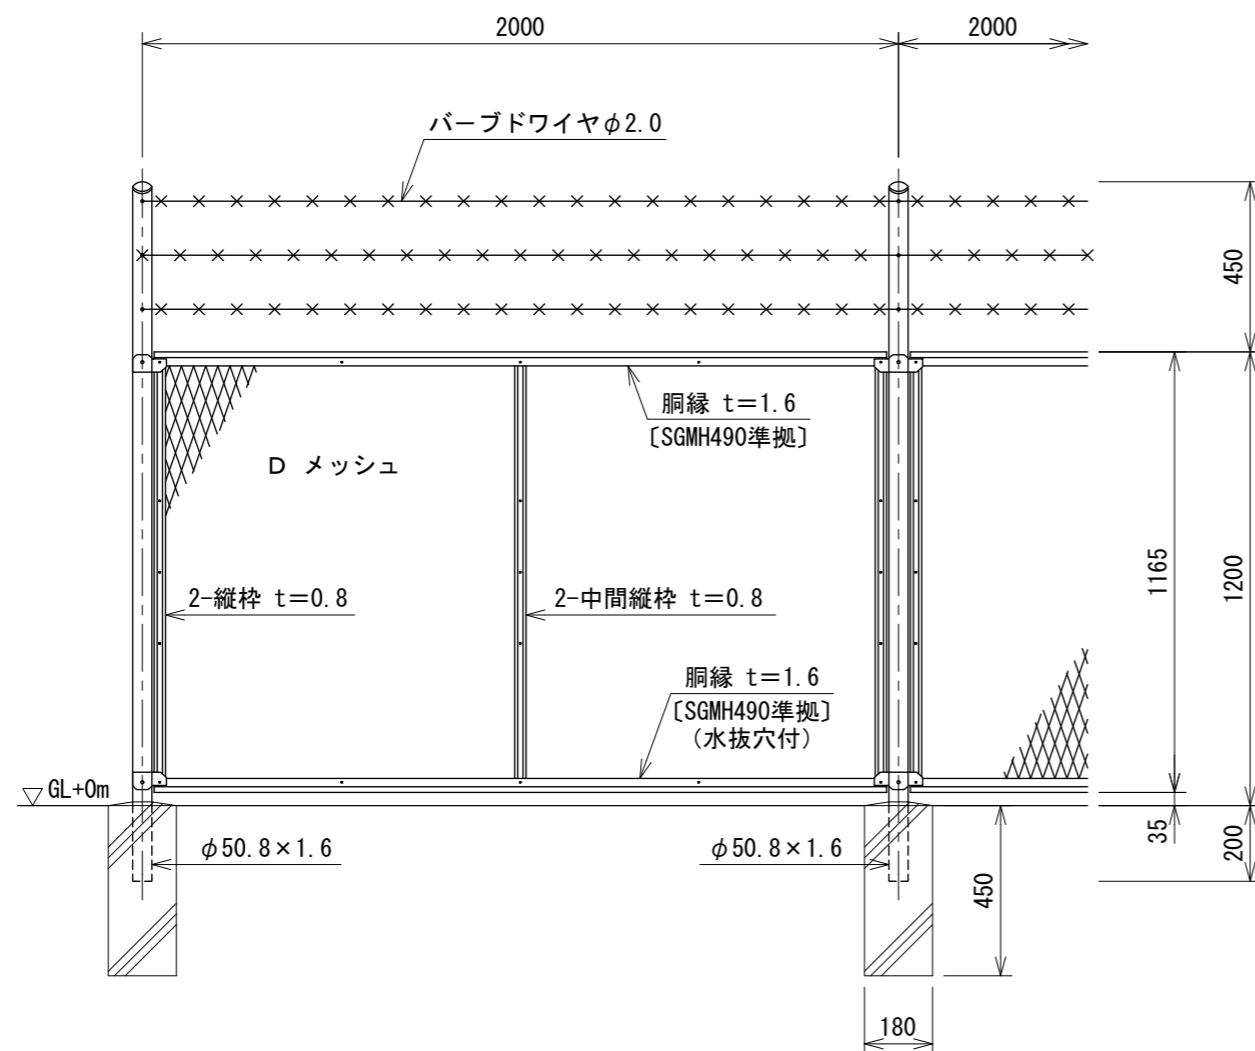 2000
2000
バーブドワイヤφ2.0
450
胴縁 t＝1.6
〔SGMH490準拠〕
D メッシュ
1165
1200
2-縦枠 t＝0.8
2-中間縦枠 t＝0.8
胴縁 t＝1.6
〔SGMH490準拠〕
（水抜穴付）
GL+0m
35
200
φ50.8×1.6
φ50.8×1.6
450
180